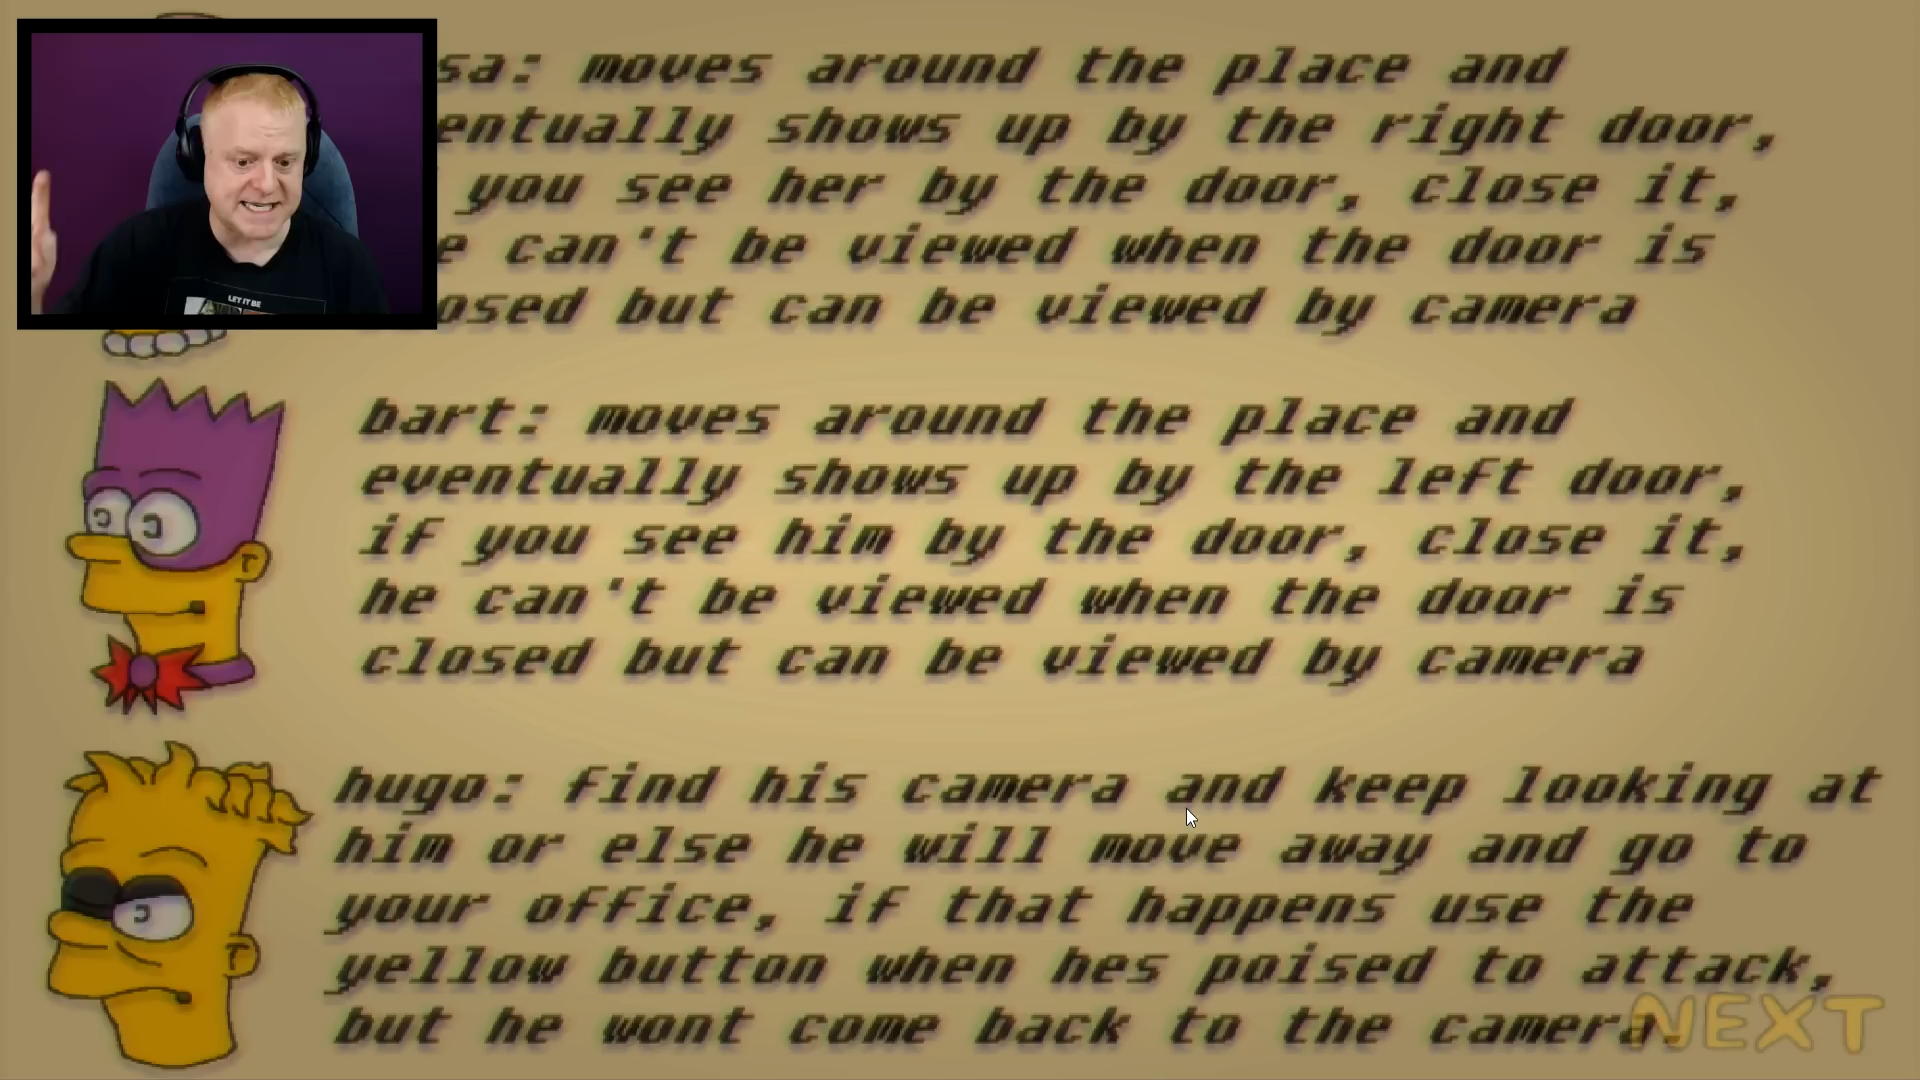 sa: moves around the place and
entually shows up by the right door,
you see her by the door, close it,
e can't be viewed when the door is
osed but can be viewed by camera
LET IT BE
bart: moves around the place and
eventually shows up by the left door,
if you see him by the door, close it,
he can't be viewed when the door is
closed but can be viewed by camera
hugo: find his camera and keep looking at
him or else he will move away and go to
your office, if that happens use the
yellow button when hes poised to attack,
but he wont come back to the camera.
NEXT